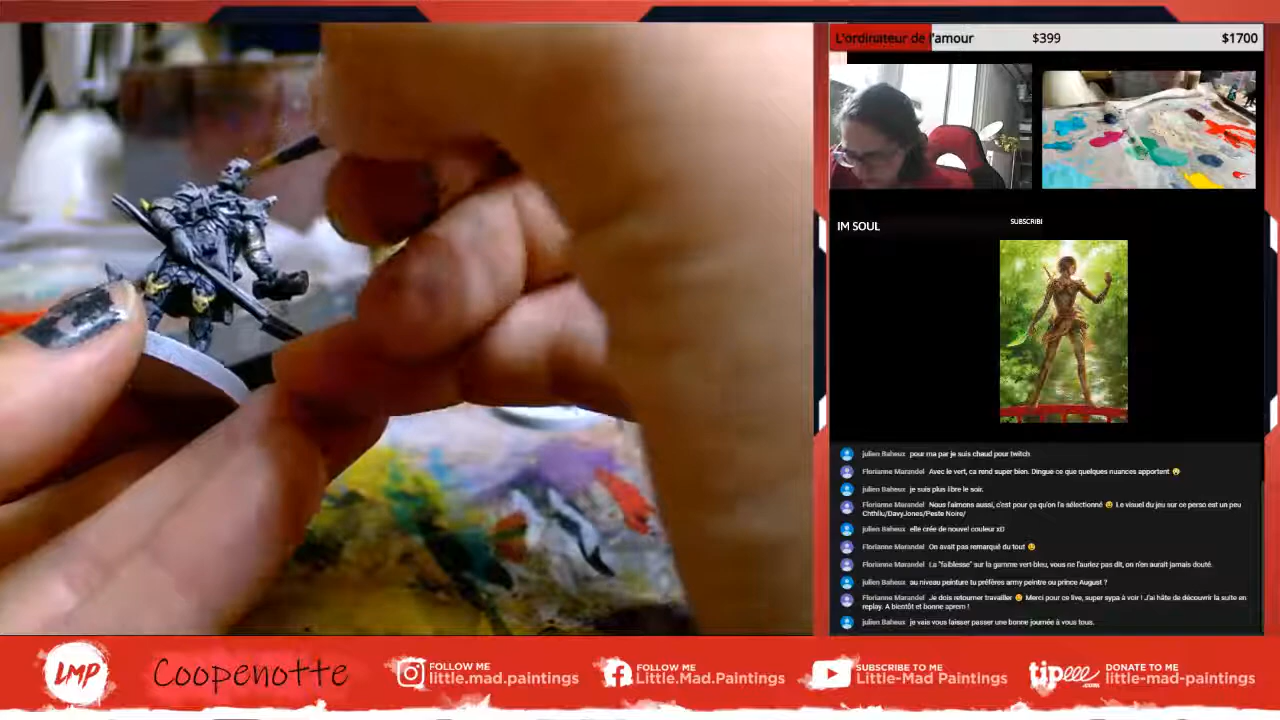 L'ordinateur de l'amour
$399
$1700
IM SOUL
SUBSCRIBI
julien Baheux pour ma par je suis chaud pour twitch
Florianne Marandel Avec le vert, ca rend super bien. Dingue ce que quelques nuances apportent
julien Baheux je suis plus libre le soir.
Florianne Marandel Nous l'aimons aussi, c'est pour ça qu'on l'a sélectionné Le visuel du jeu sur ce perso est un peu
Chthllu/DavyJones/Peste Noire/
julien Baheux elle crée de nouvel couleur xD
Florianne Marandel On avait pas remarqué du tout
Florianne Marandel La "faiblesse" sur la gamme vert-bleu, vous ne l'auriez pas dit, on n'en aurait jamais douté.
julien Baheux au niveau peinture tu préfères army peintre ou prince August ?
Florianne Marandel Je dois retourner travailler Merci pour ce live, super sypa à voir ! J'ai hâte de découvrir la suite en
replay. A bientôt et bonne aprem !
julien Baheux je vais vous laisser passer une bonne journée à vous tous.
LMP
Coopenotte
FOLLOW ME
little.mad.paintings
FOLLOW ME
Little.Mad.Paintings
SUBSCRIBE TO ME
Little-Mad Paintings
tipeee.com
DONATE TO ME
little-mad-paintings